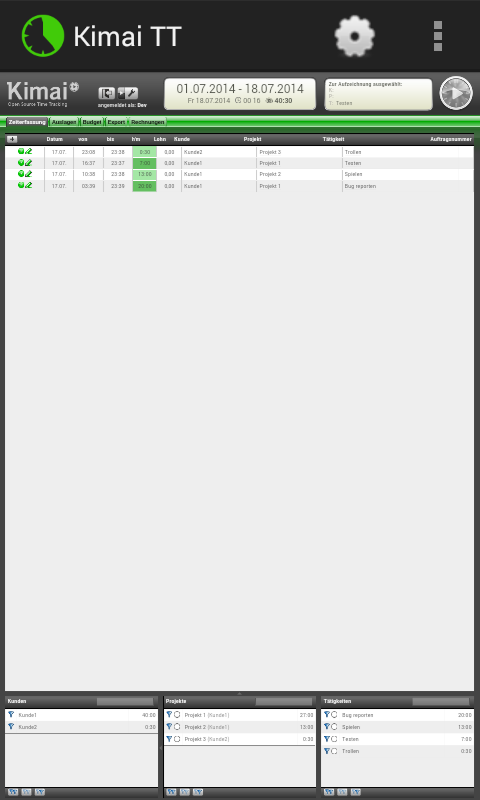 Kimai TT
Kimai
Open Source Time Tracking
angemeldet als: Dev
01.07.2014 - 18.07.2014
Fr 18.07.2014 00:16 40:30
Zur Aufzeichnung ausgewählt:
K:
P:
T: Testen
Zeiterfassung Auslagen Budget Export Rechnungen
+ Datum von bis h/m Lohn Kunde Projekt Tätigkeit Auftragsnummer
17.07. 23:08 23:38 0:30 0,00 Kunde2 Projekt 3 Trollen
17.07. 16:37 23:37 7:00 0,00 Kunde1 Projekt 1 Testen
17.07. 10:38 23:38 13:00 0,00 Kunde1 Projekt 2 Spielen
17.07. 03:39 23:39 20:00 0,00 Kunde1 Projekt 1 Bug reporten
Kunden Projekte Tätigkeiten
Kunde1 40:00 Projekt 1 (Kunde1) 27:00 Bug reporten 20:00
Kunde2 0:30 Projekt 2 (Kunde1) 13:00 Spielen 13:00
Projekt 3 (Kunde2) 0:30 Testen 7:00
Trollen 0:30